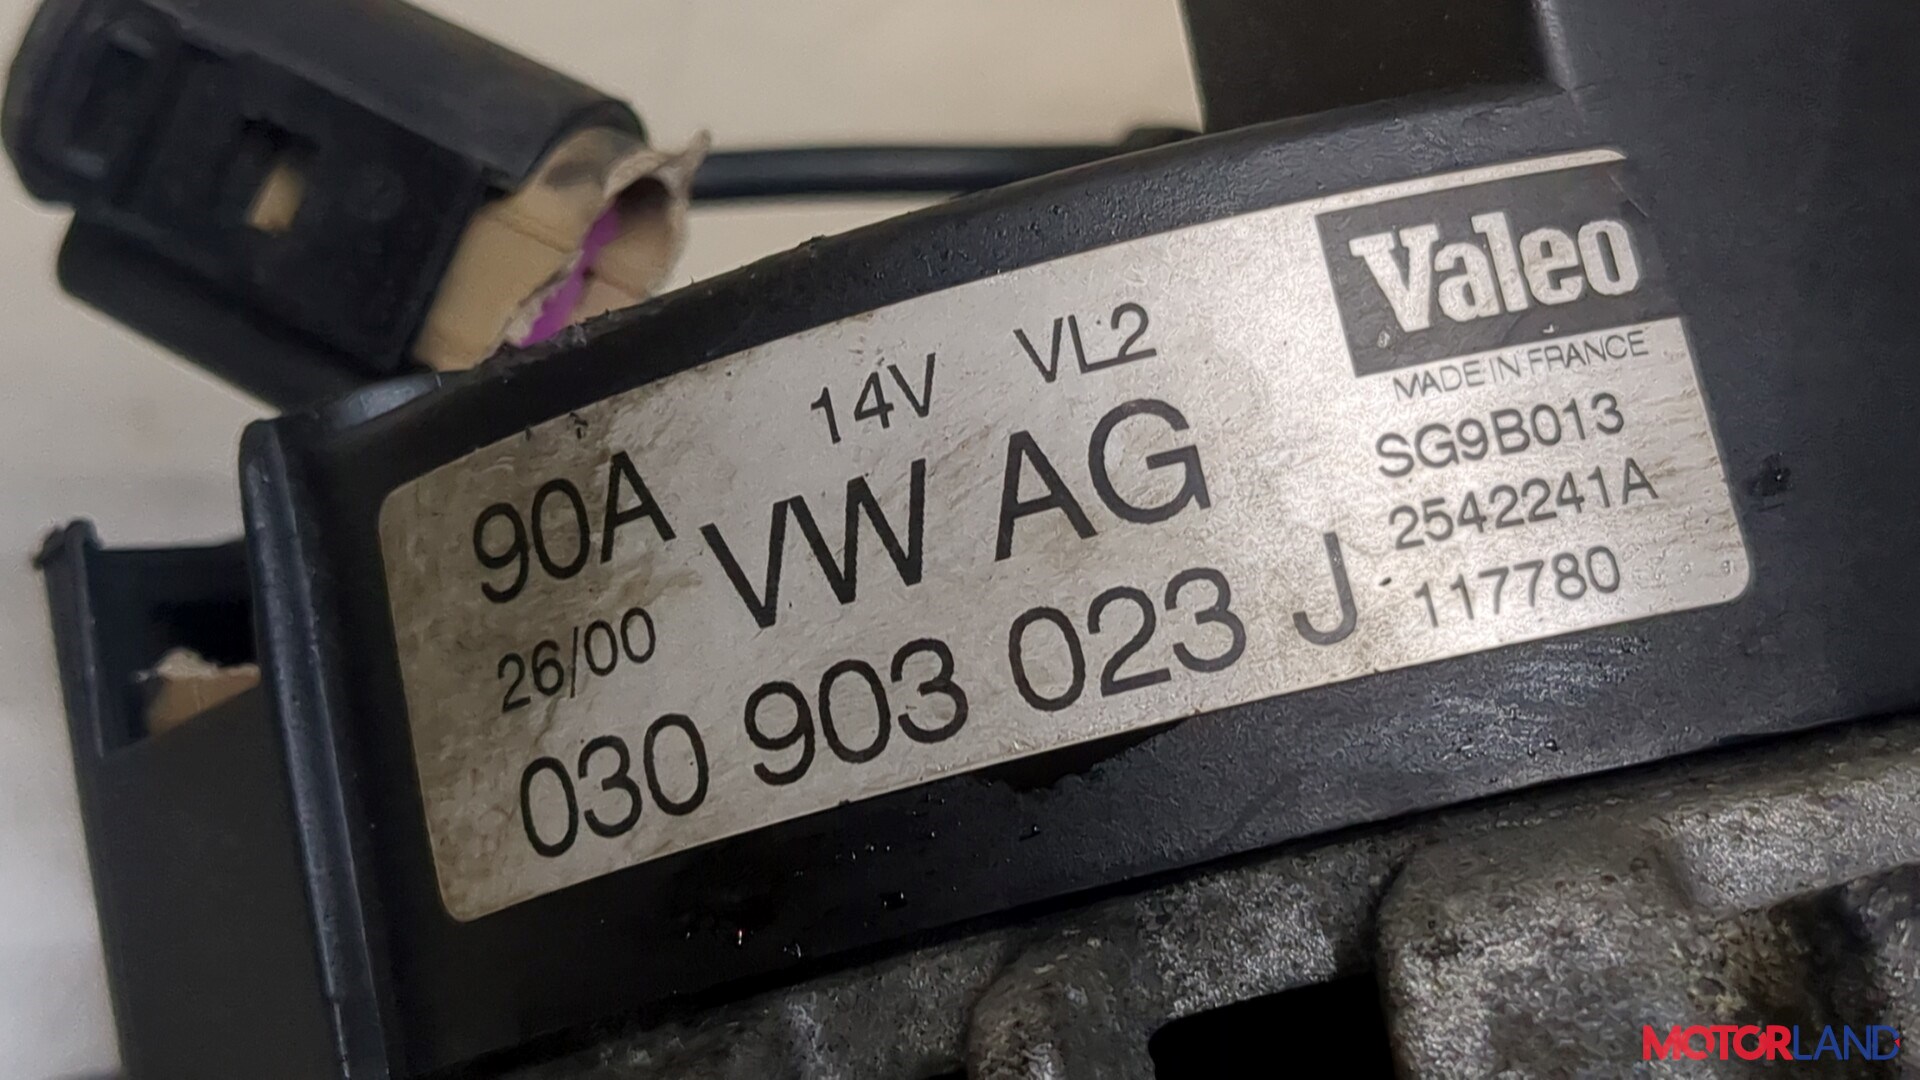 Valeo
MADE IN FRANCE
14V VL2
90A VW AG
SG9B013
26/00
2542241A
030 903 023 J
117780
MOTORLAND